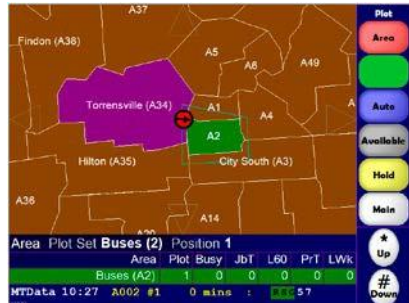 Plot
A37
Findon (A38)
A5
A6
A49
Area
Torrensville (A34)
A1
A4
Auto
A2
Available
Hilton (A35)
City South (A3)
Hold
A36
A14
Main
Area Plot Set Buses (2) Position 1
*
Up
Area Plot Busy JbT L60 PrT LWk
Buses (A2) 1 0 0 0 0 0
#
Down
MTData 10:27 A002 #1 0 mins : 57